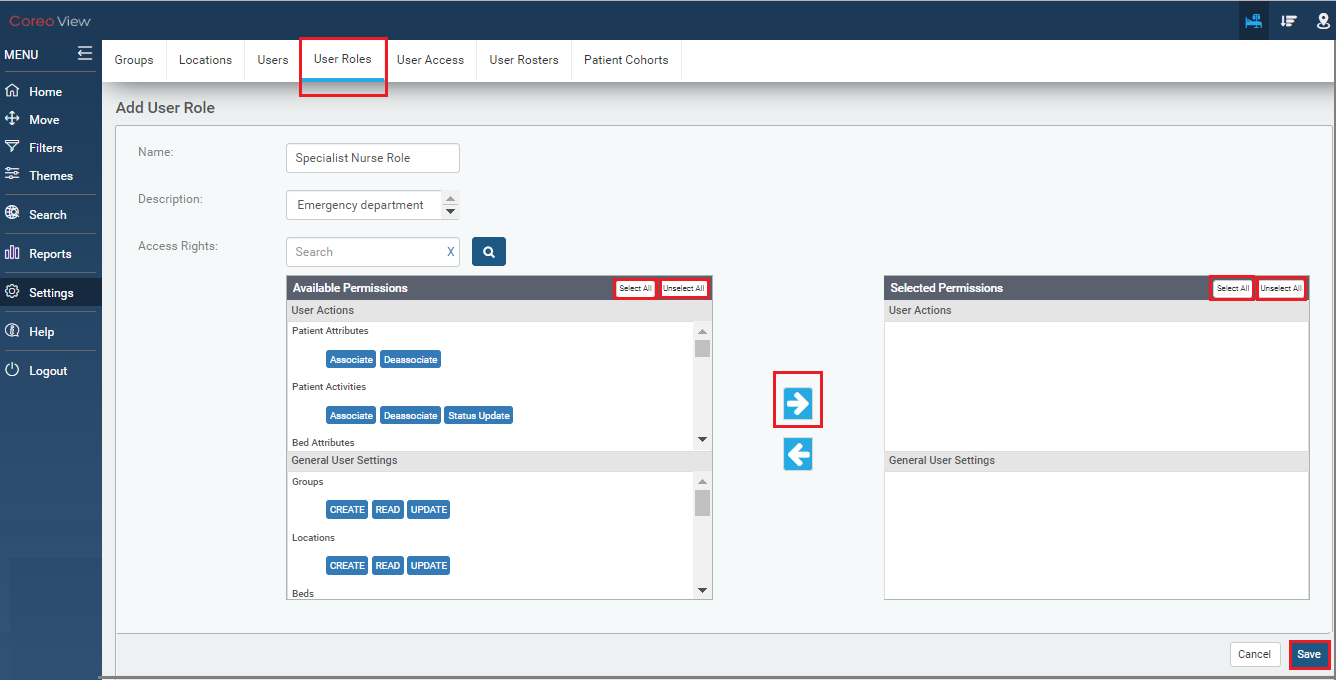 Coreo View
MENU
Groups
Locations
Users
User Roles
User Access
User Rosters
Patient Cohorts
Home
Move
Filters
Themes
Search
Reports
Settings
Help
Logout
Add User Role
Name:
Specialist Nurse Role
Description:
Emergency department
Access Rights:
Search X
Available Permissions Select All Unselect All
User Actions
Patient Attributes
Associate Deassociate
Patient Activities
Associate Deassociate Status Update
Bed Attributes
General User Settings
Groups
CREATE READ UPDATE
Locations
CREATE READ UPDATE
Beds
Selected Permissions Select All Unselect All
User Actions
General User Settings
Cancel Save